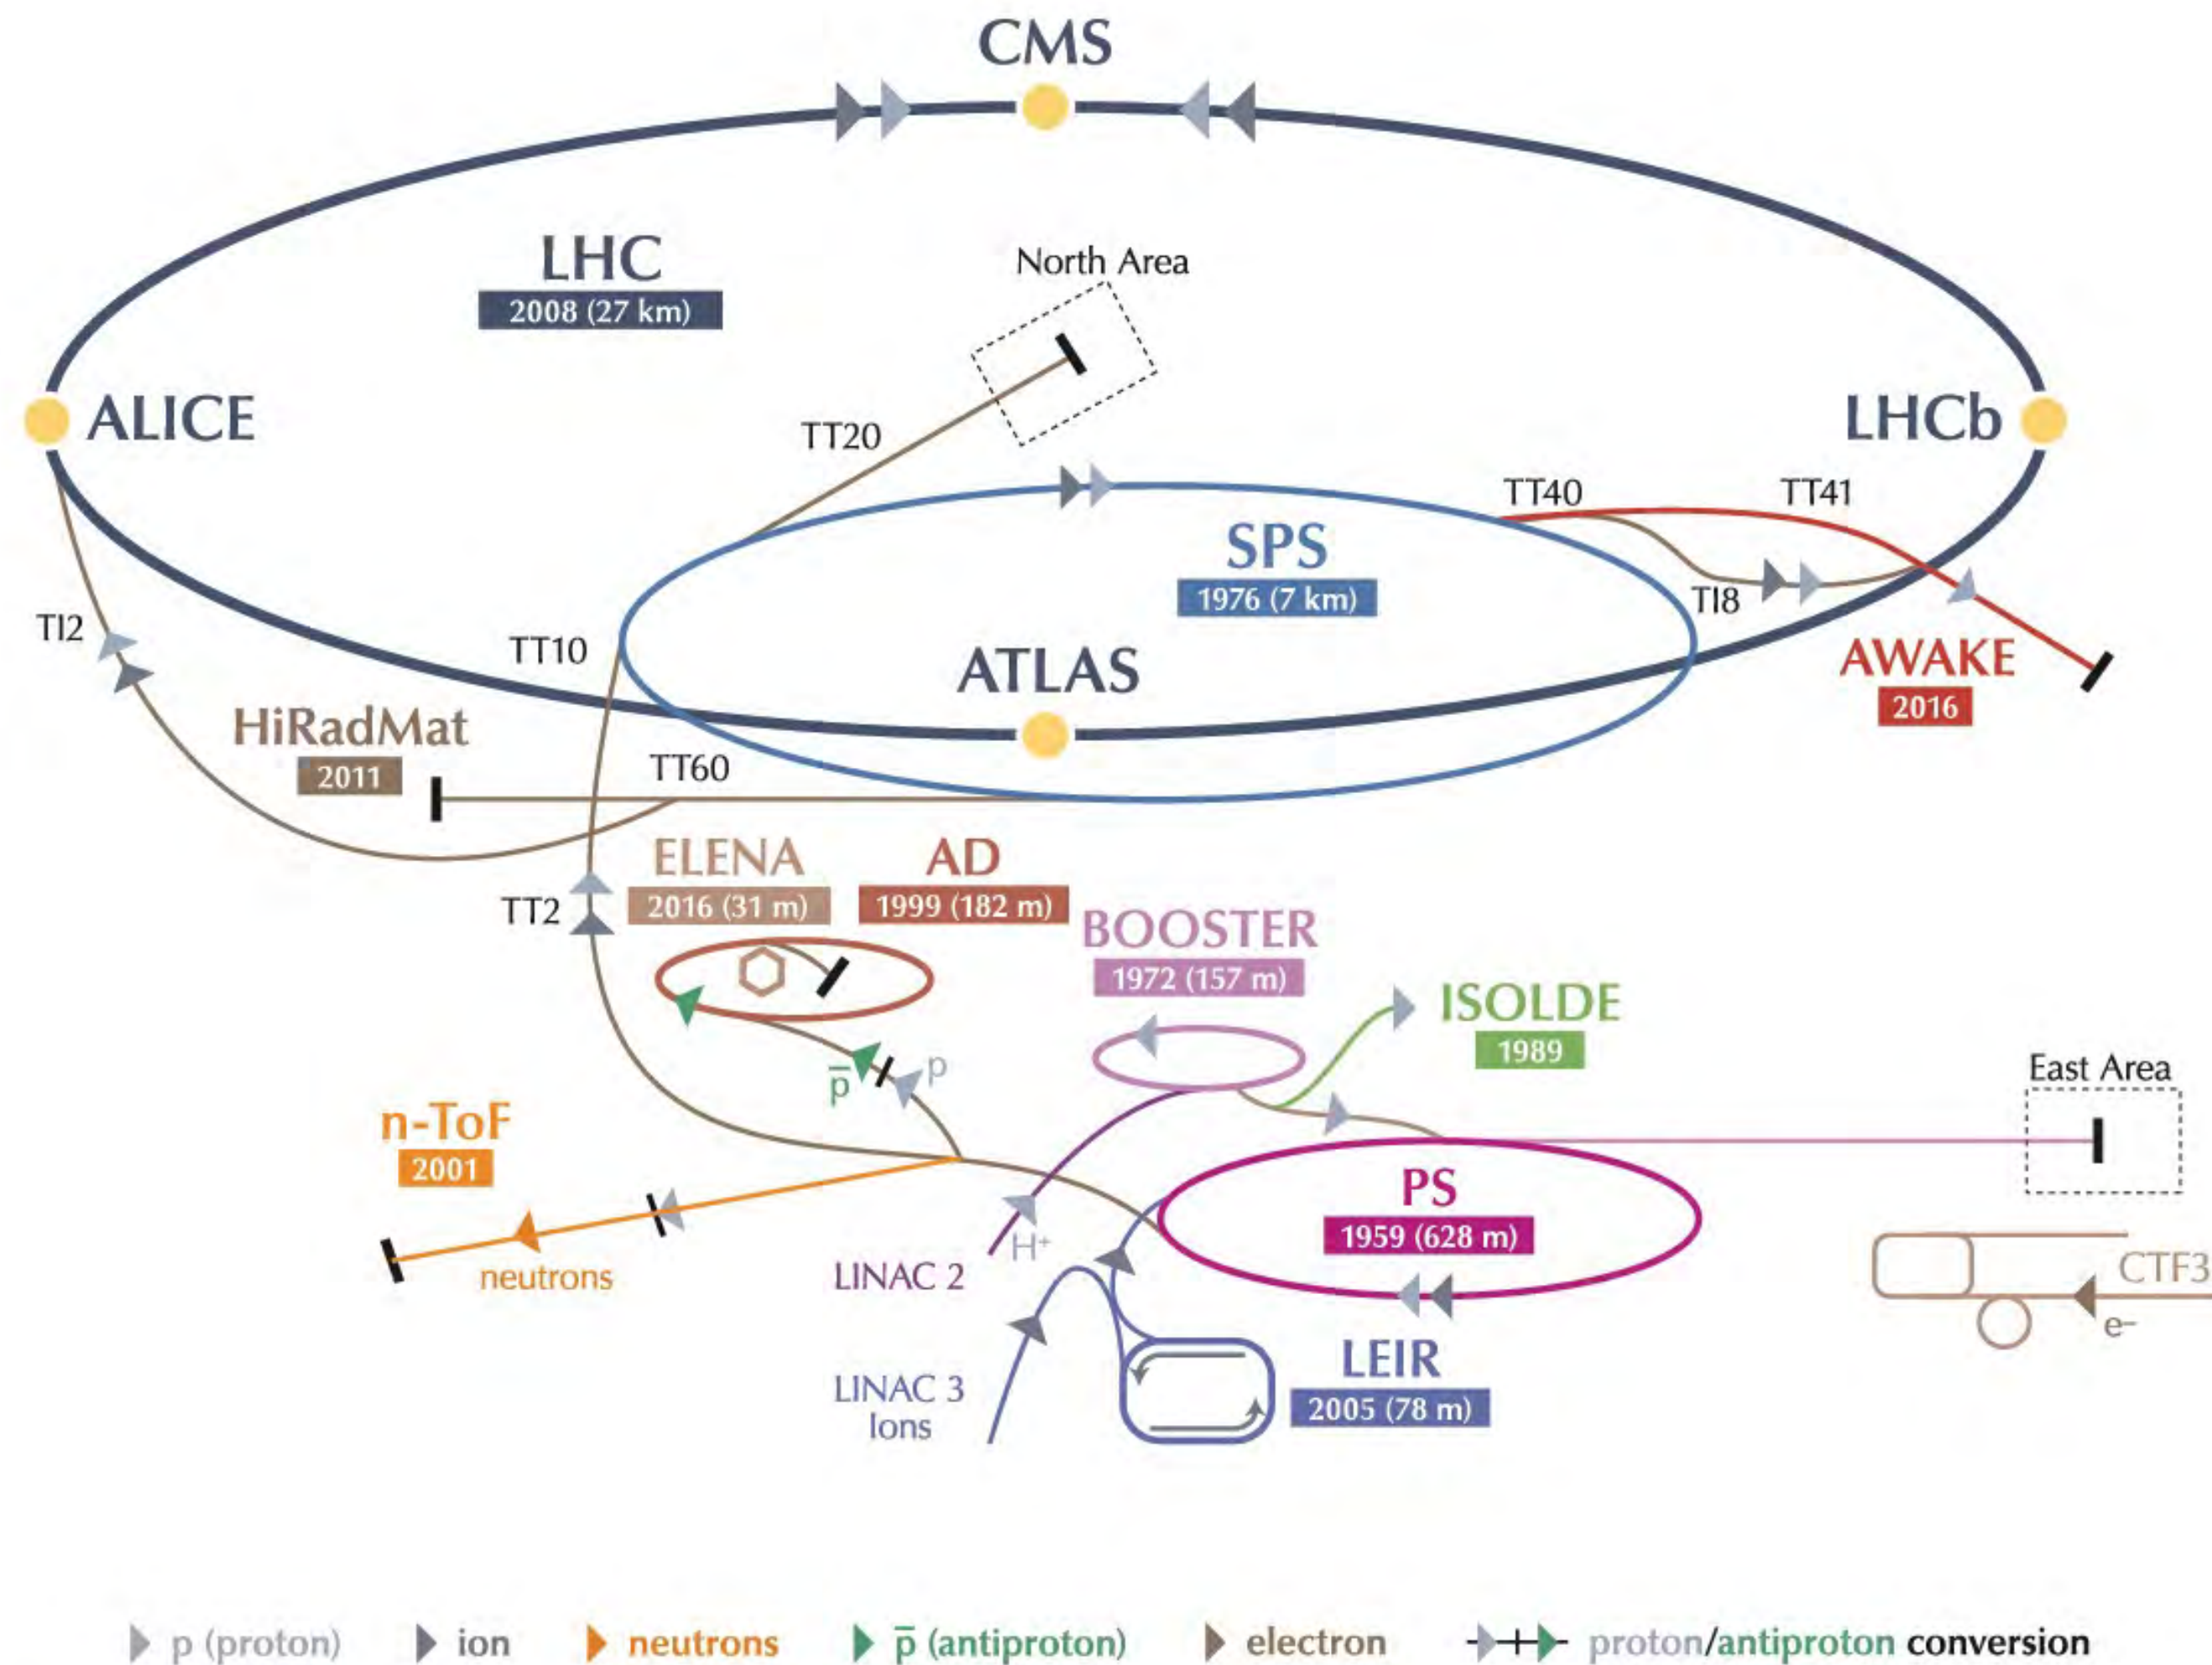 CMS
LHC
2008 (27 km)
North Area
ALICE
TT20
LHCb
TT40
TT41
SPS
1976 (7 km)
TI8
TI2
TT10
ATLAS
AWAKE
2016
HiRadMat
2011
TT60
ELENA
2016 (31 m)
AD
1999 (182 m)
TT2
BOOSTER
1972 (157 m)
ISOLDE
1989
East Area
p
p̅
n-ToF
2001
PS
1959 (628 m)
H+
neutrons
LINAC 2
CTF3
e–
LEIR
2005 (78 m)
LINAC 3
Ions
p (proton)
ion
neutrons
p̅ (antiproton)
electron
proton/antiproton conversion